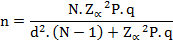 n = N. Z∝²P. q / d². (N − 1) + Z∝²P. q